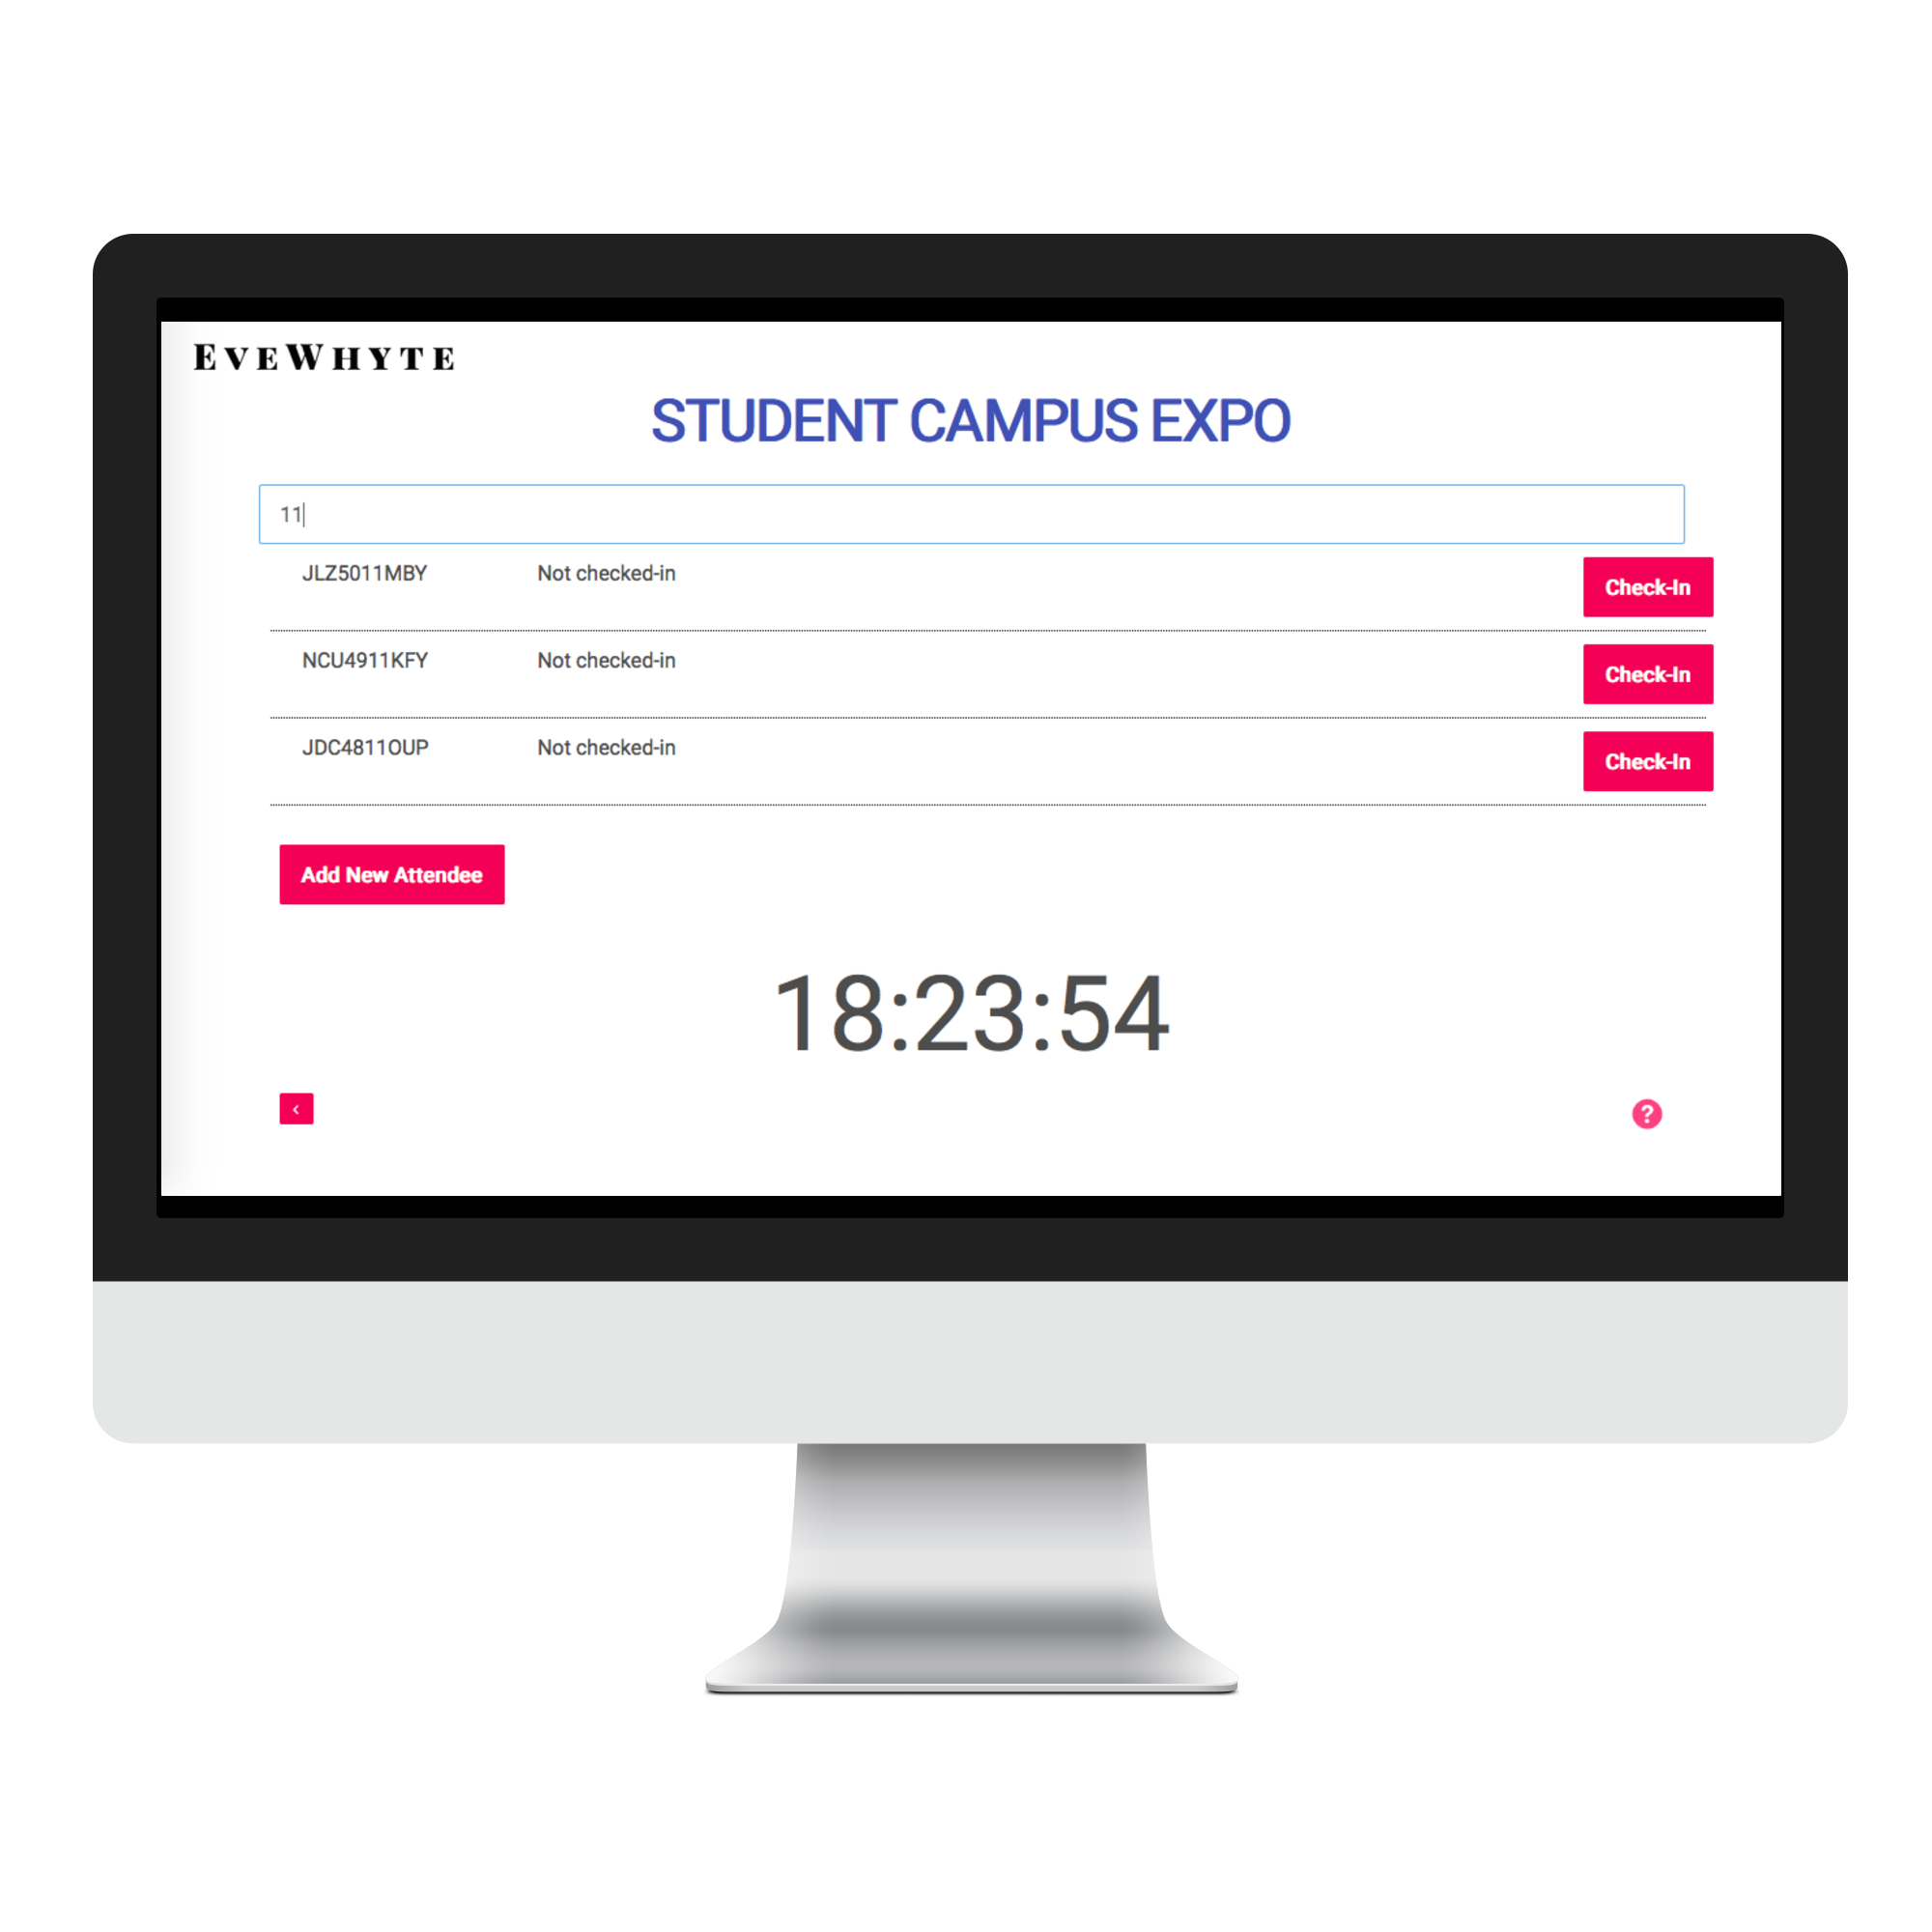 EVEWHYTE
STUDENT CAMPUS EXPO
11
JLZ5011MBY Not checked-in Check-In
NCU4911KFY Not checked-in Check-In
JDC4811OUP Not checked-in Check-In
Add New Attendee
18:23:54
< ?